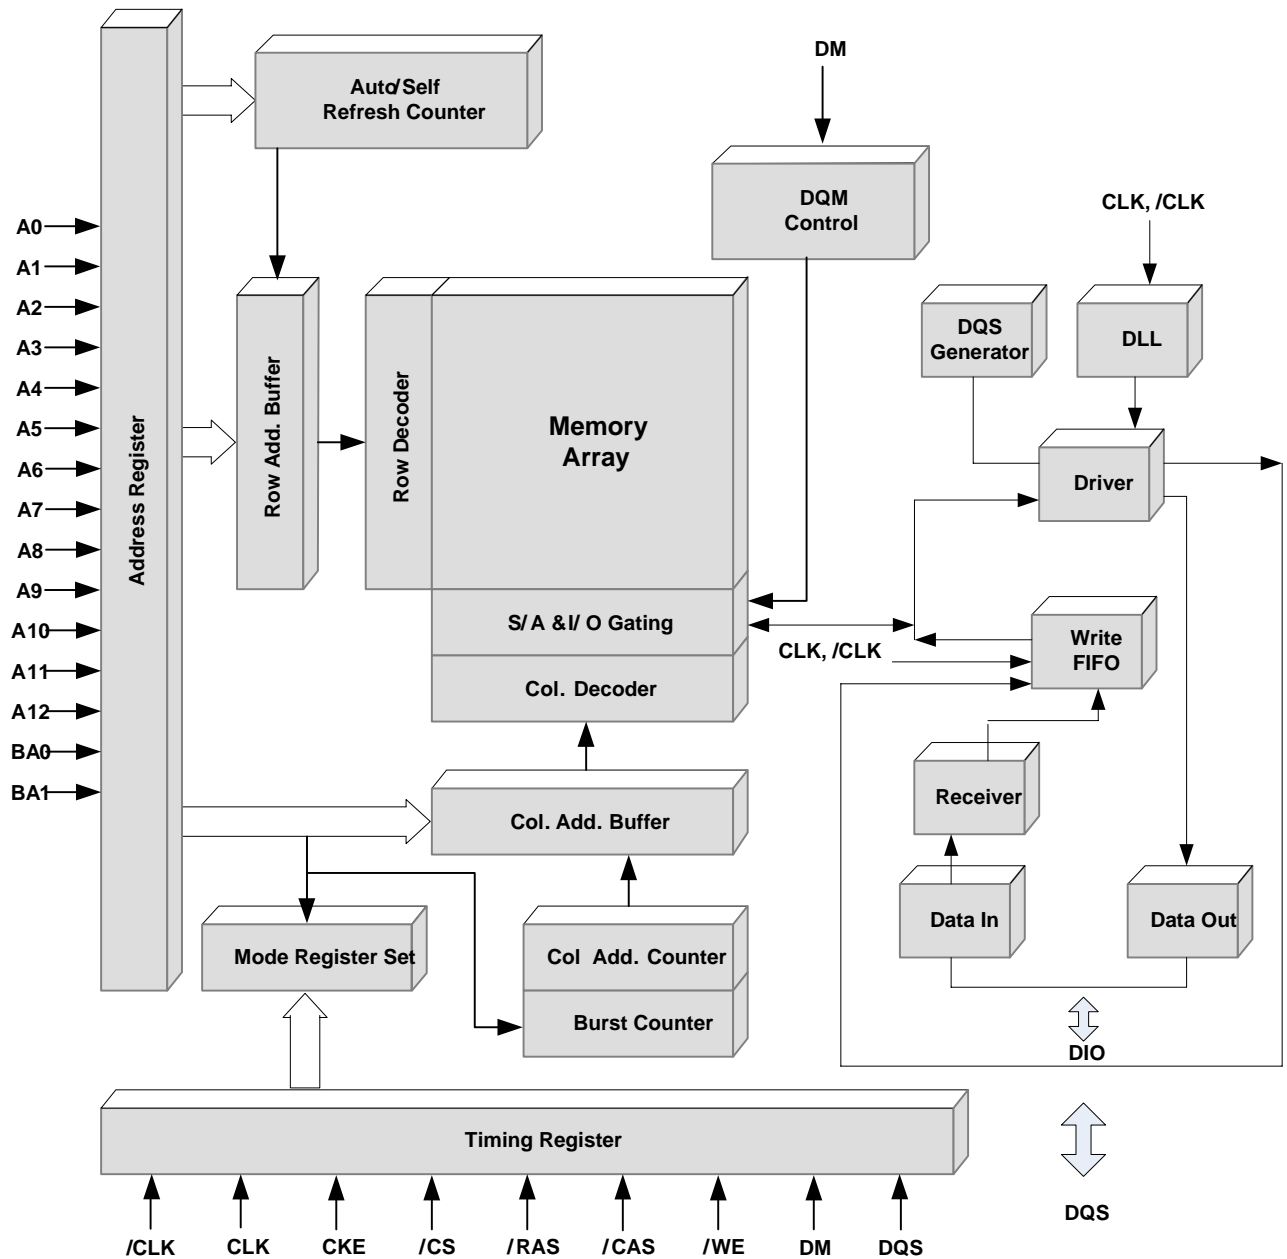 DM
Auto/Self
Refresh Counter
DQM
Control
CLK, /CLK
A0
A1
A2
A3
A4
A5
A6
A7
A8
A9
A10
A11
A12
BA0
BA1
Address Register
Row Add. Buffer
Row Decoder
Memory
Array
DQS
Generator
DLL
Driver
S/ A &I/ O Gating
CLK, /CLK
Write
FIFO
Col. Decoder
Receiver
Col. Add. Buffer
Data In
Data Out
Mode Register Set
Col Add. Counter
Burst Counter
DIO
Timing Register
DQS
/CLK
CLK
CKE
/CS
/RAS
/CAS
/WE
DM
DQS